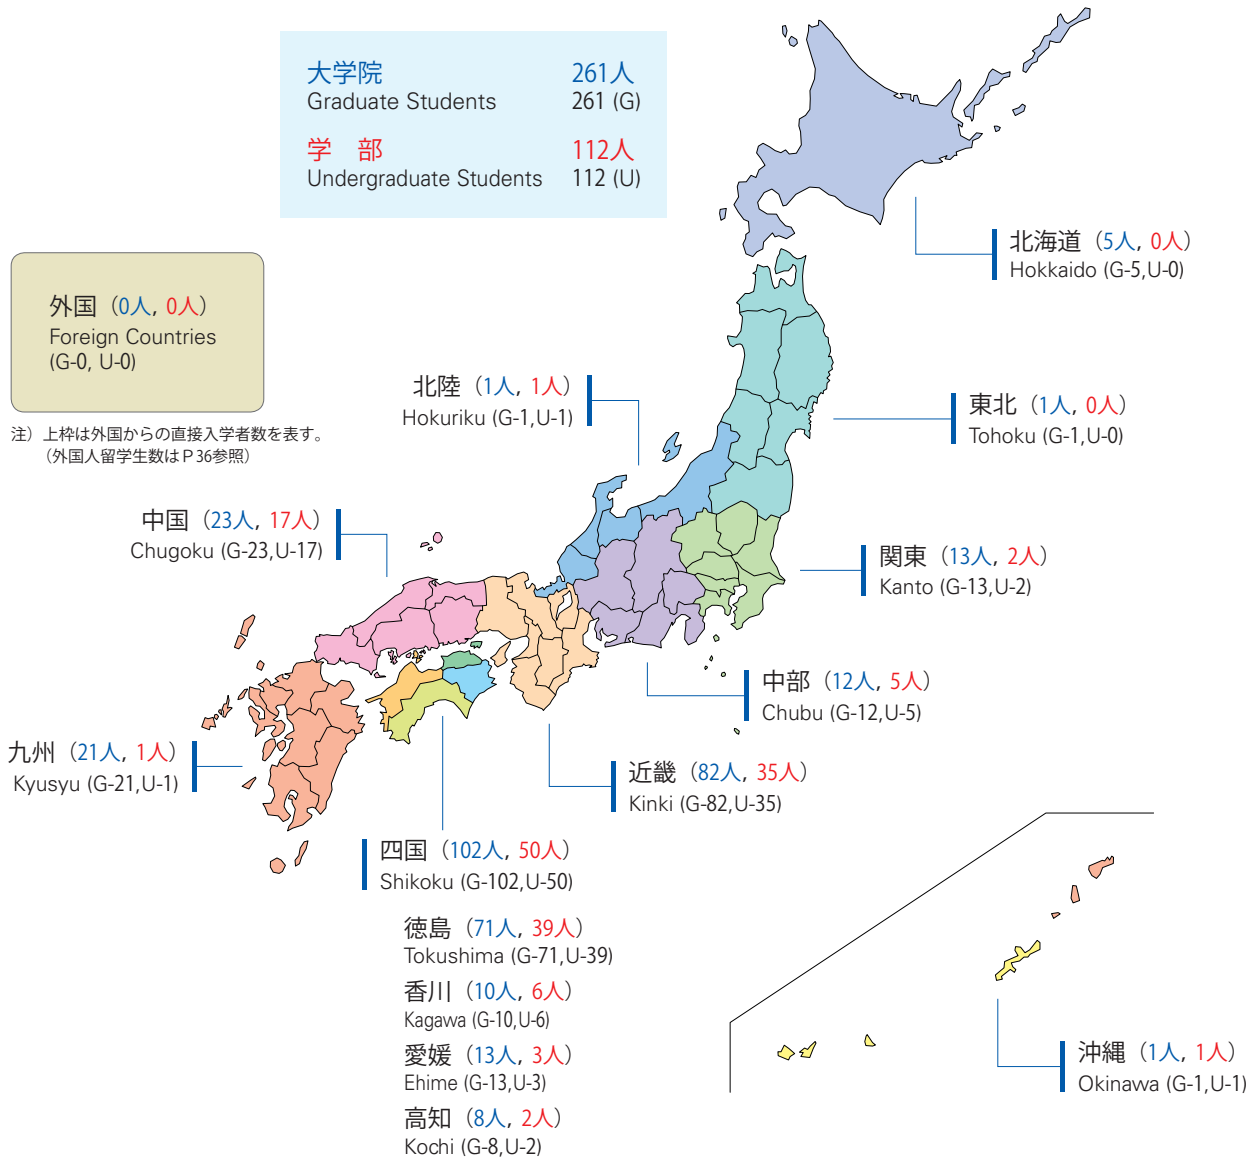 大学院 261人
Graduate Students 261 (G)
学　部 112人
Undergraduate Students 112 (U)
北海道（5人, 0人）
Hokkaido (G-5,U-0)
外国（0人, 0人）
Foreign Countries
(G-0, U-0)
注）上枠は外国からの直接入学者数を表す。
（外国人留学生数はP36参照）
北陸（1人, 1人）
Hokuriku (G-1,U-1)
東北（1人, 0人）
Tohoku (G-1,U-0)
中国（23人, 17人）
Chugoku (G-23,U-17)
関東（13人, 2人）
Kanto (G-13,U-2)
中部（12人, 5人）
Chubu (G-12,U-5)
九州（21人, 1人）
Kyusyu (G-21,U-1)
近畿（82人, 35人）
Kinki (G-82,U-35)
四国（102人, 50人）
Shikoku (G-102,U-50)
徳島（71人, 39人）
Tokushima (G-71,U-39)
香川（10人, 6人）
Kagawa (G-10,U-6)
愛媛（13人, 3人）
Ehime (G-13,U-3)
高知（8人, 2人）
Kochi (G-8,U-2)
沖縄（1人, 1人）
Okinawa (G-1,U-1)